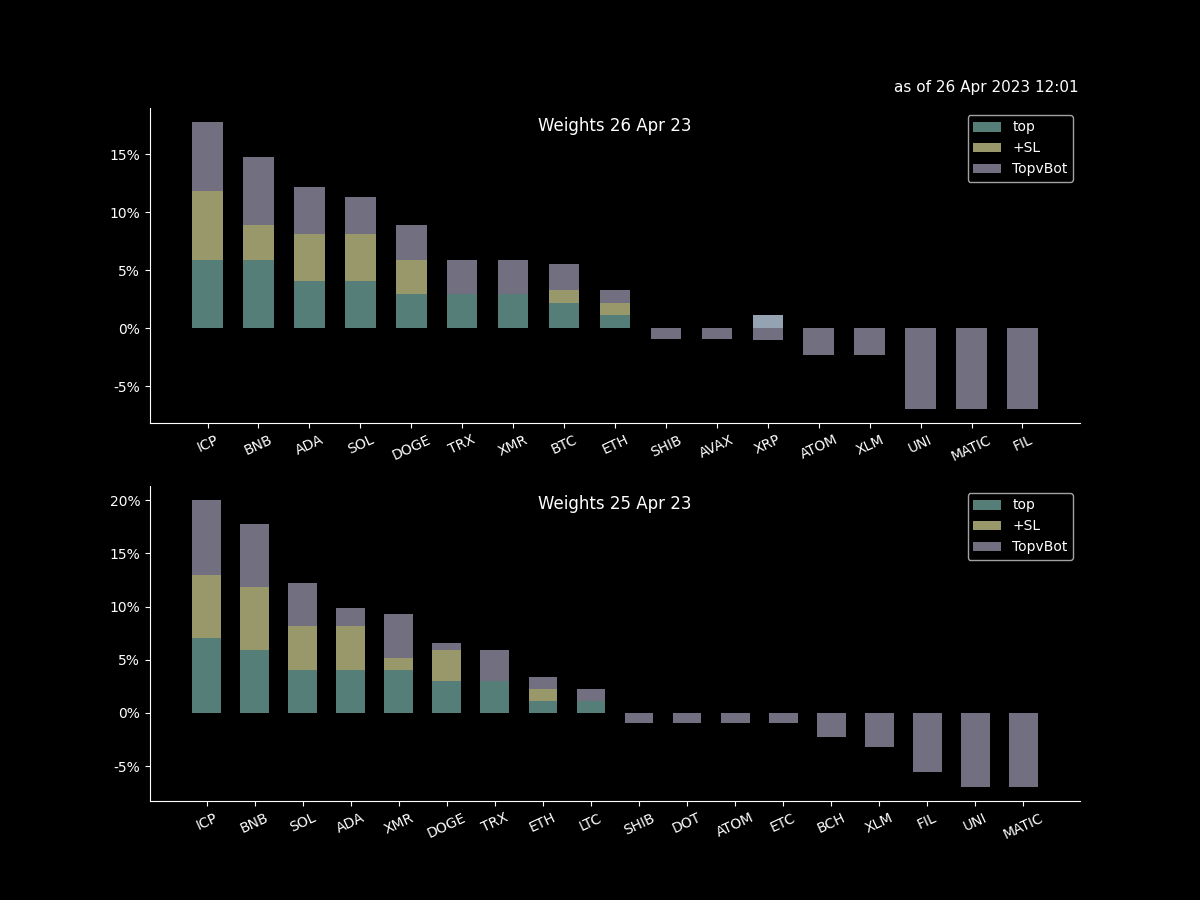 as of 26 Apr 2023 12:01
Weights 26 Apr 23
top
+SL
TopvBot
15%
10%
5%
0%
-5%
ICP BNB ADA SOL DOGE TRX XMR BTC ETH SHIB AVAX XRP ATOM XLM UNI MATIC FIL
Weights 25 Apr 23
top
+SL
TopvBot
20%
15%
10%
5%
0%
-5%
ICP BNB SOL ADA XMR DOGE TRX ETH LTC SHIB DOT ATOM ETC BCH XLM FIL UNI MATIC